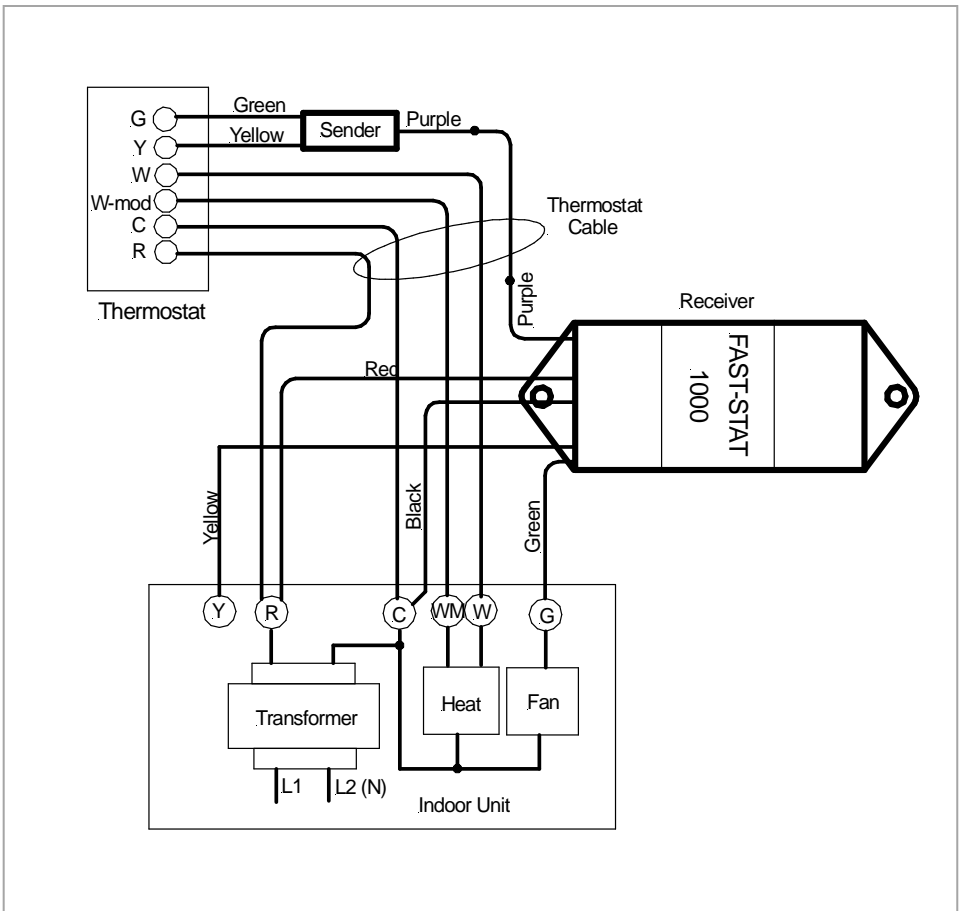 G
Y
W
W-mod
C
R
Thermostat
Green
Yellow
Sender
Purple
Thermostat
Cable
Purple
Receiver
FAST-STAT
1000
Red
Black
Yellow
Green
Y
R
C
WM
W
G
Transformer
Heat
Fan
L1
L2 (N)
Indoor Unit